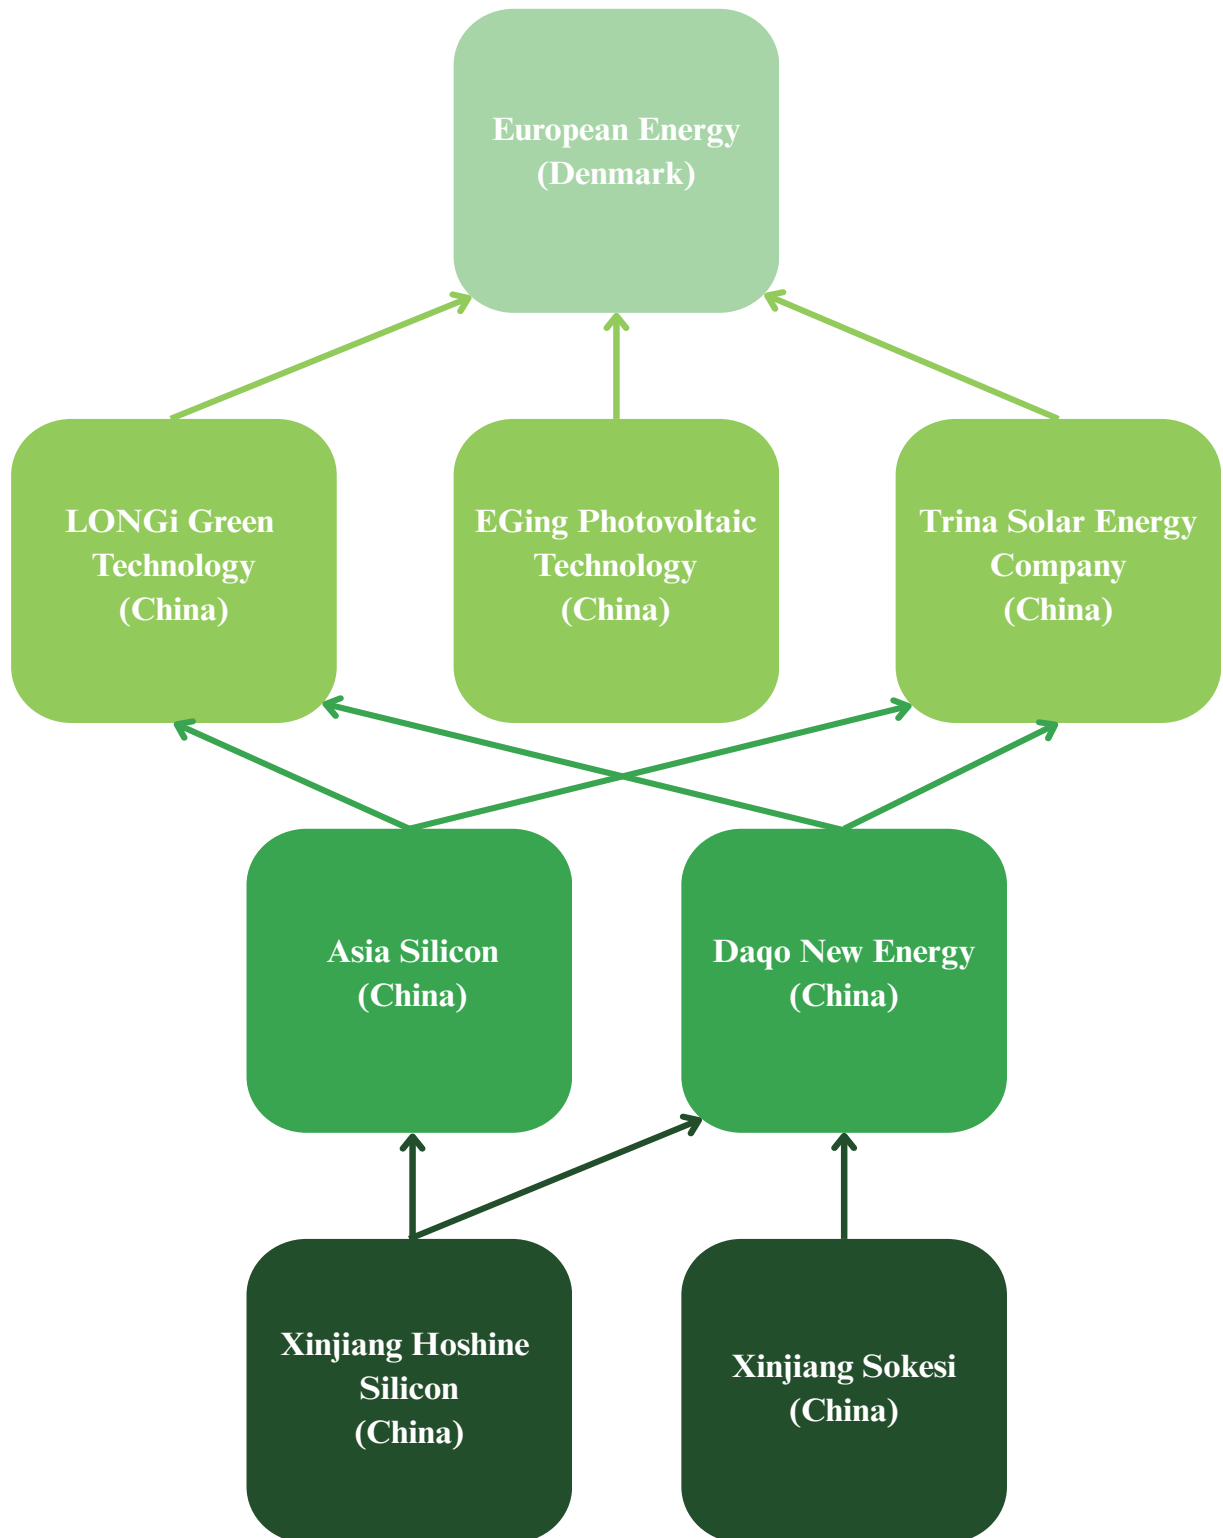 European Energy
(Denmark)
LONGi Green
Technology
(China)
EGing Photovoltaic
Technology
(China)
Trina Solar Energy
Company
(China)
Asia Silicon
(China)
Daqo New Energy
(China)
Xinjiang Hoshine
Silicon
(China)
Xinjiang Sokesi
(China)